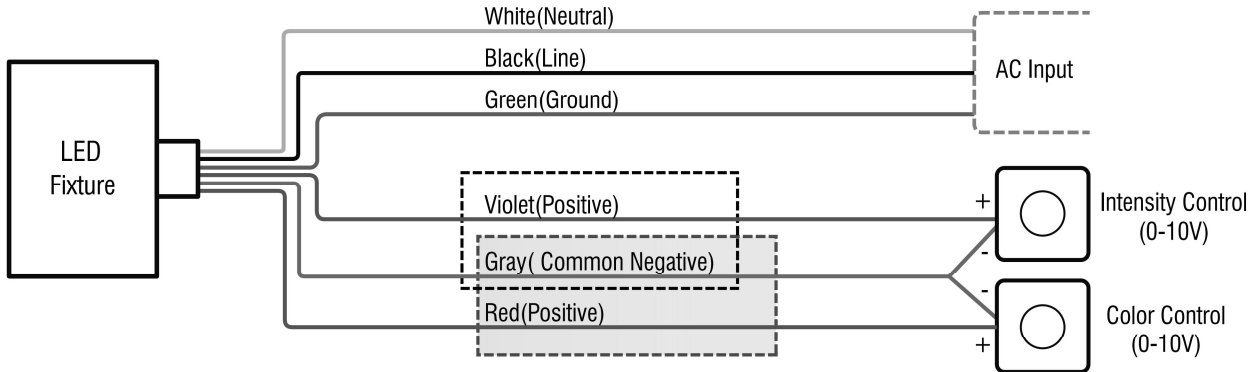 White(Neutral)
Black(Line)
Green(Ground)
AC Input
LED
Fixture
Violet(Positive)
+
Intensity Control
(0-10V)
-
Gray( Common Negative)
-
Red(Positive)
+
Color Control
(0-10V)